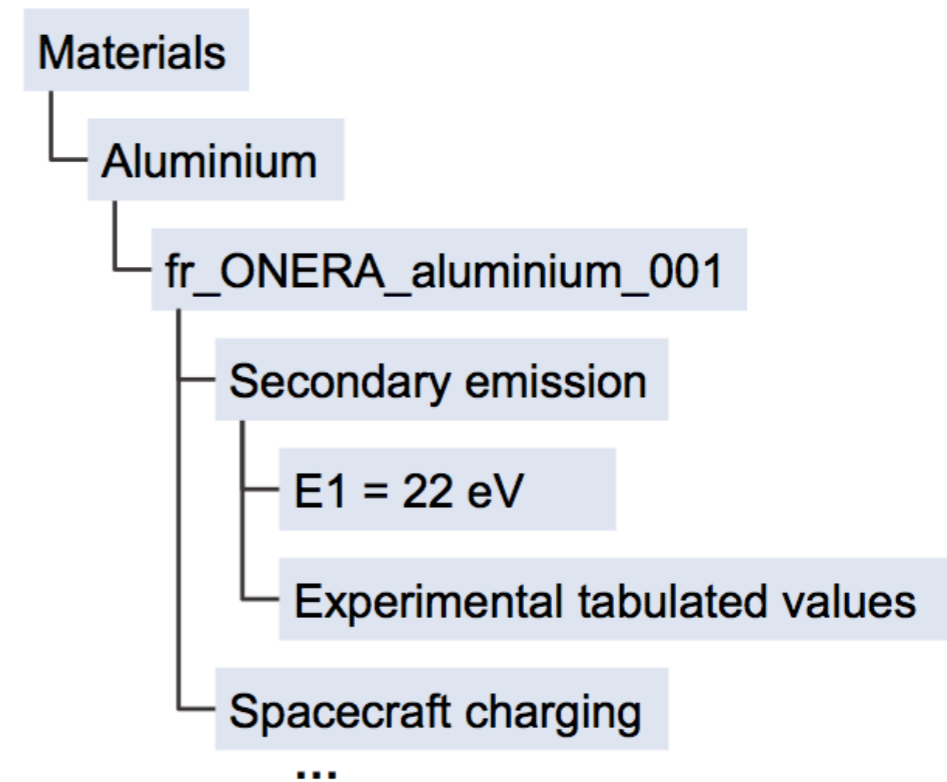 Materials
Aluminium
fr_ONERA_aluminium_001
Secondary emission
E1 = 22 eV
Experimental tabulated values
Spacecraft charging
...